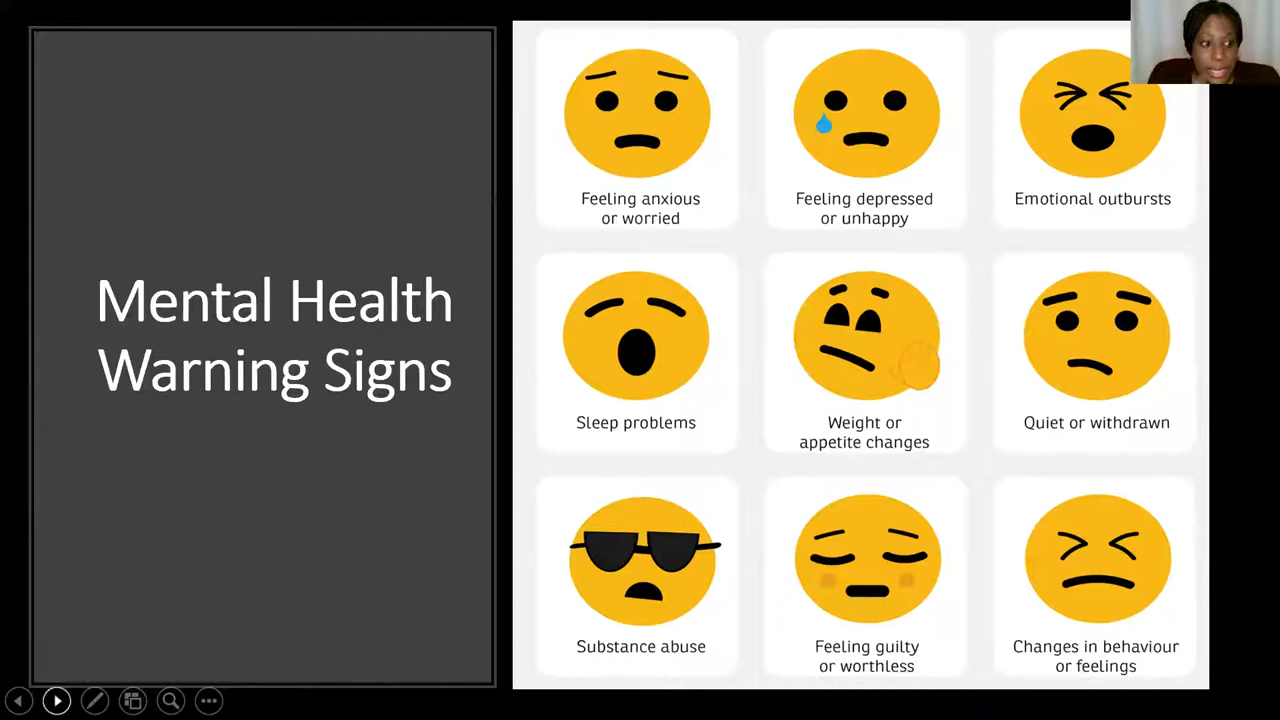 Mental Health
Warning Signs
Feeling anxious
or worried
Feeling depressed
or unhappy
Emotional outbursts
Sleep problems
Weight or
appetite changes
Quiet or withdrawn
Substance abuse
Feeling guilty
or worthless
Changes in behaviour
or feelings